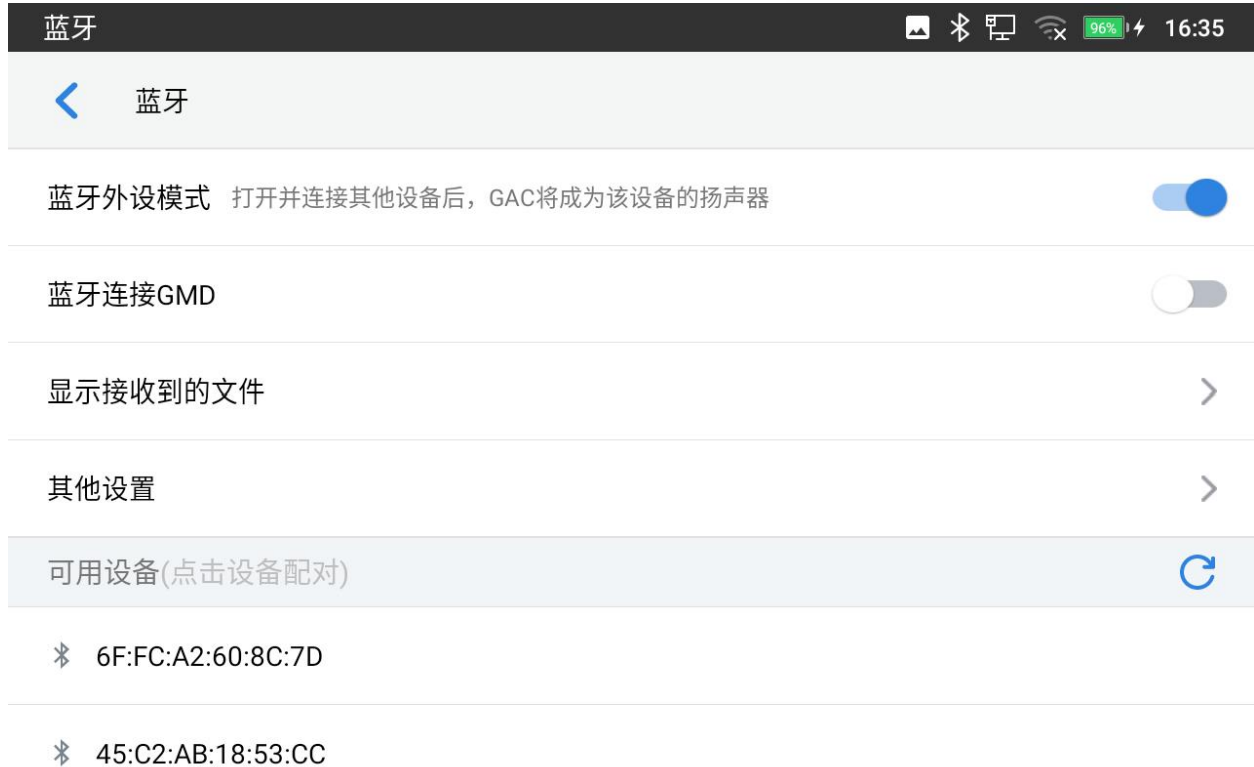 蓝牙 96% 16:35
蓝牙
蓝牙外设模式 打开并连接其他设备后，GAC将成为该设备的扬声器
蓝牙连接GMD
显示接收到的文件
其他设置
可用设备(点击设备配对)
6F:FC:A2:60:8C:7D
45:C2:AB:18:53:CC